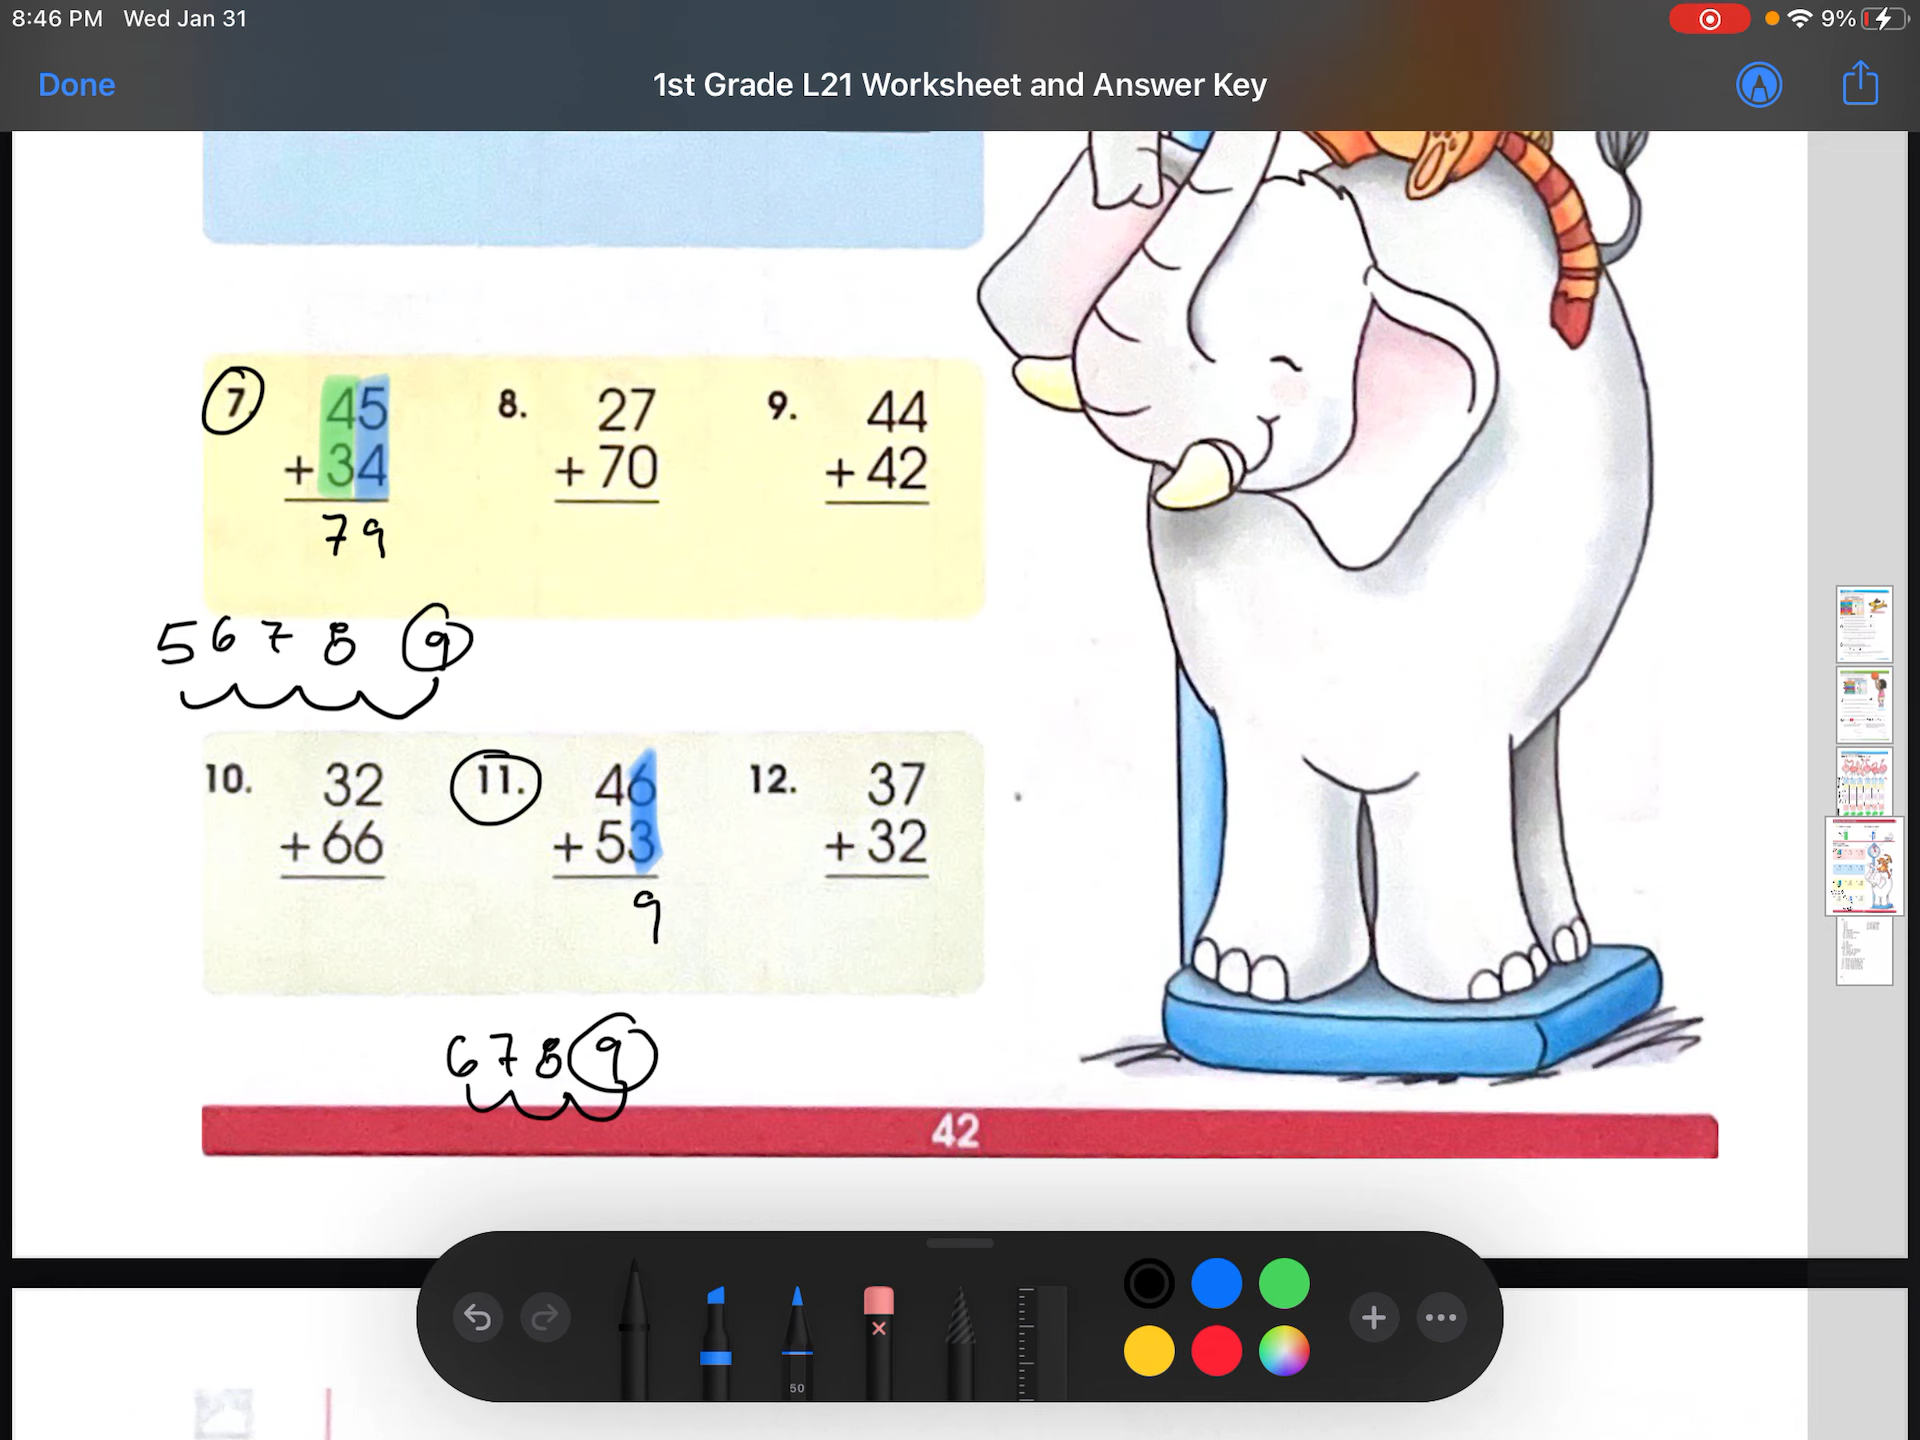 8:46 PM Wed Jan 31
9%
Done
1st Grade L21 Worksheet and Answer Key
7. 45 8. 27 9. 44
+ 34 + 70 + 42
79
5 6 7 8 9
10. 32 11. 46 12. 37
+ 66 + 53 + 32
9
6 7 8 9
42
50